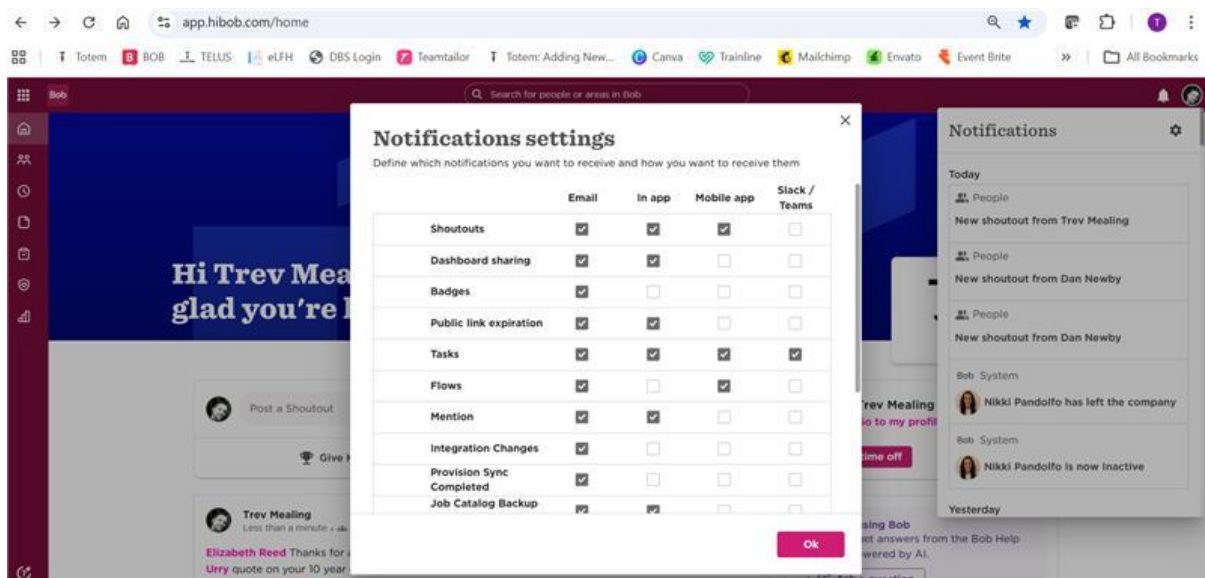 app.hibob.com/home
T
Totem
B BOB
TELUS
eLFH
DBS Login
Teamtailor
Totem: Adding New...
Canva
Trainline
Mailchimp
Envato
Event Brite
»
All Bookmarks
Bob
Search for people or areas in Bob
Hi Trev Mea
glad you're
Post a Shoutout
Give
Trev Mealing
Less than a minute
Elizabeth Reed Thanks for
Urry quote on your 10 year
Notifications settings
Define which notifications you want to receive and how you want to receive them
Email In app Mobile app Slack / Teams
Shoutouts
Dashboard sharing
Badges
Public link expiration
Tasks
Flows
Mention
Integration Changes
Provision Sync
Completed
Job Catalog Backup
Ok
Trev Mealing
Go to my profil
time off
using Bob
et answers from the Bob Help
wered by AI.
Notifications
Today
People
New shoutout from Trev Mealing
People
New shoutout from Dan Newby
People
New shoutout from Dan Newby
Bob System
Nikki Pandolfo has left the company
Bob System
Nikki Pandolfo is now Inactive
Yesterday